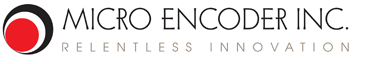 MICRO ENCODER INC.
RELENTLESS INNOVATION